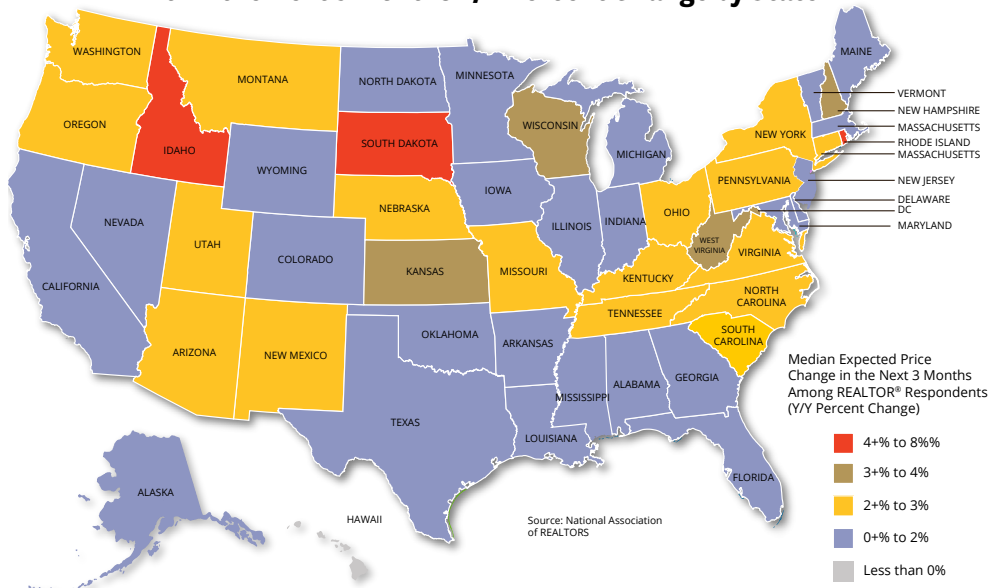 WASHINGTON
MONTANA
NORTH DAKOTA
MINNESOTA
MAINE
VERMONT
NEW HAMPSHIRE
MASSACHUSETTS
RHODE ISLAND
MASSACHUSETTS
NEW JERSEY
DELAWARE
DC
MARYLAND
OREGON
IDAHO
SOUTH DAKOTA
WISCONSIN
MICHIGAN
NEW YORK
WYOMING
IOWA
PENNSYLVANIA
NEVADA
NEBRASKA
ILLINOIS
INDIANA
OHIO
UTAH
COLORADO
KANSAS
MISSOURI
WEST
VIRGINIA
VIRGINIA
KENTUCKY
CALIFORNIA
NORTH
CAROLINA
TENNESSEE
SOUTH
CAROLINA
ARIZONA
NEW MEXICO
OKLAHOMA
ARKANSAS
MISSISSIPPI
ALABAMA
GEORGIA
TEXAS
LOUISIANA
FLORIDA
ALASKA
HAWAII
Source: National Association
of REALTORS
Median Expected Price
Change in the Next 3 Months
Among REALTOR® Respondents
(Y/Y Percent Change)
4+% to 8%%
3+% to 4%
2+% to 3%
0+% to 2%
Less than 0%